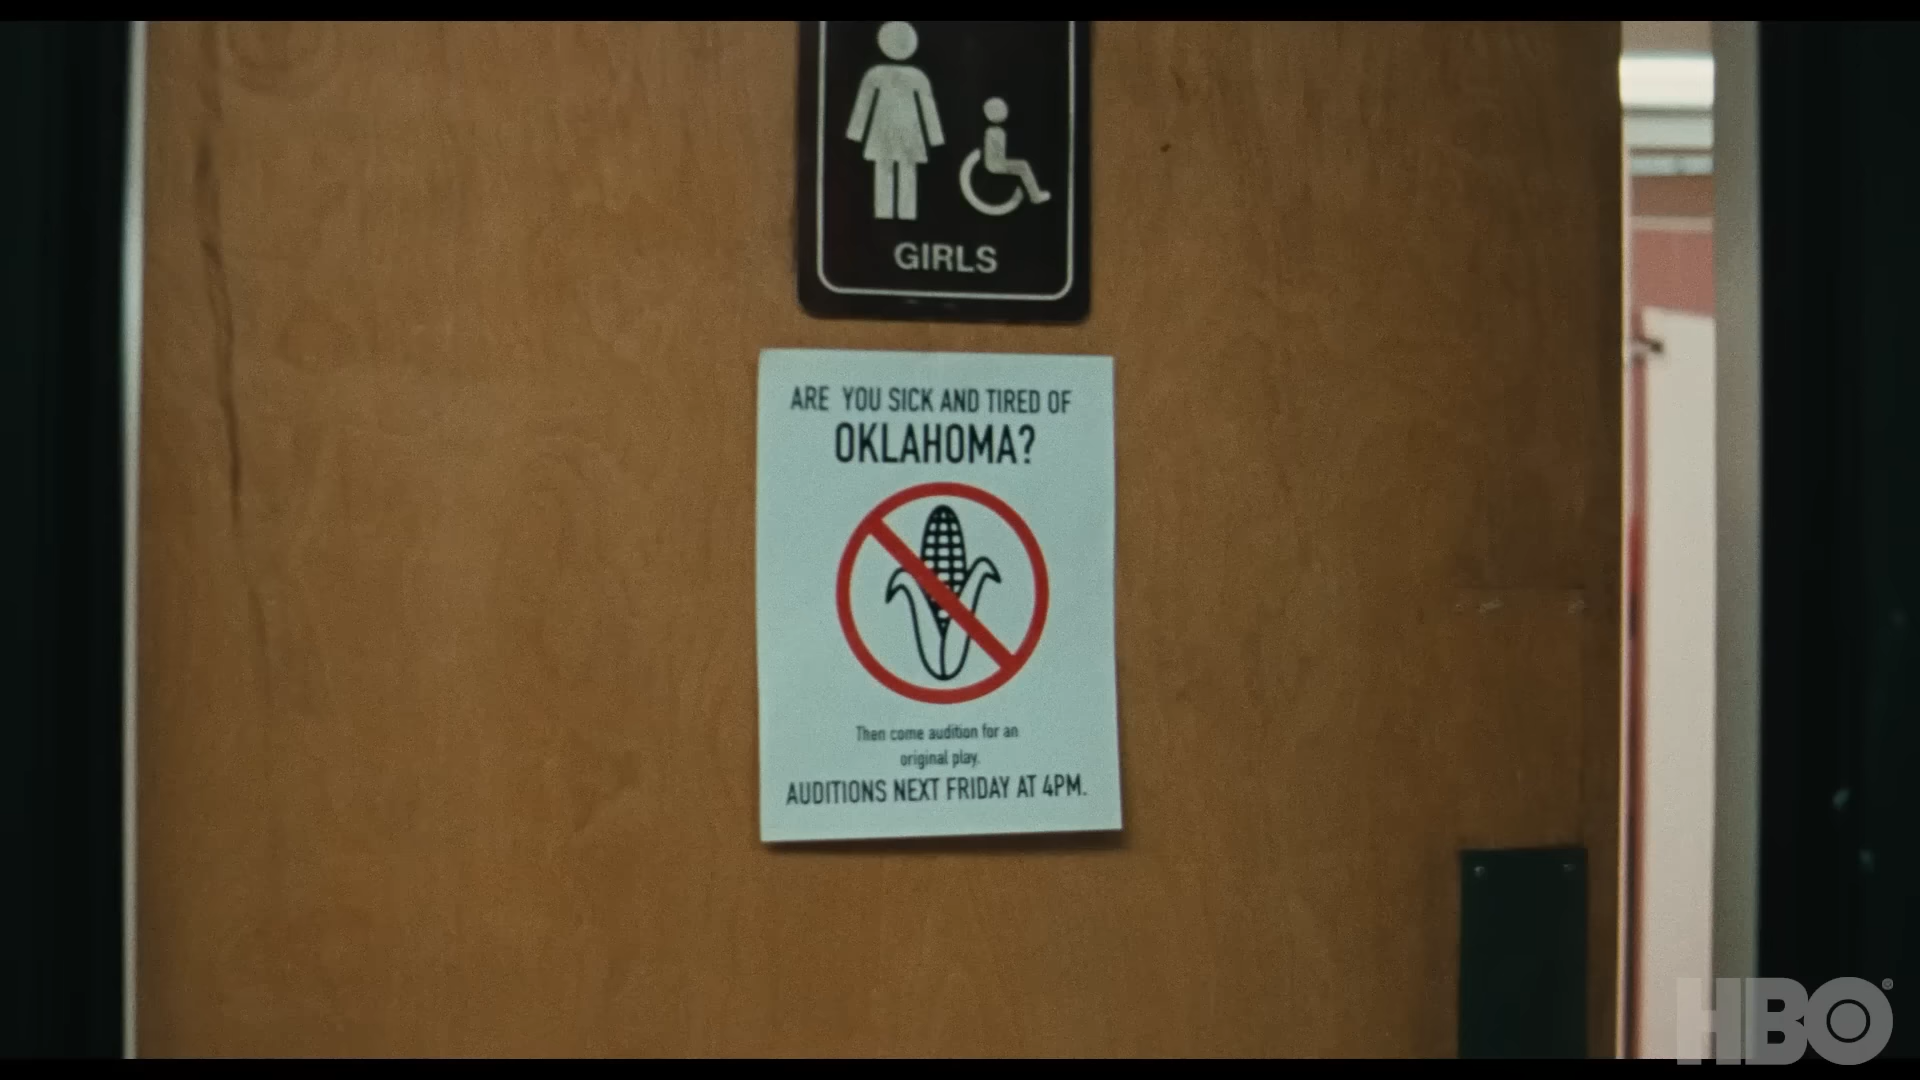 GIRLS
ARE YOU SICK AND TIRED OF
OKLAHOMA?
Then come audition for an
original play.
AUDITIONS NEXT FRIDAY AT 4PM.
HBO®